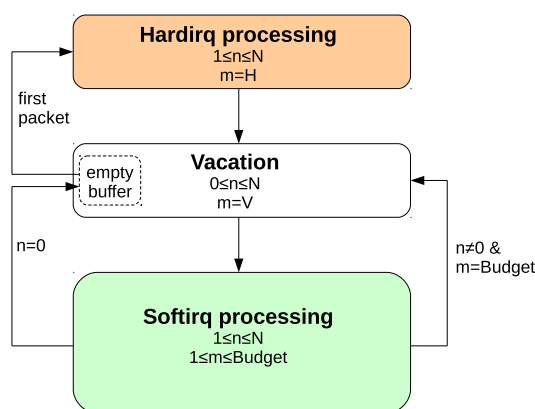 Hardirq processing
1≤n≤N
m=H
first
packet
Vacation
0≤n≤N
m=V
empty
buffer
n=0
n≠0 &
m=Budget
Softirq processing
1≤n≤N
1≤m≤Budget